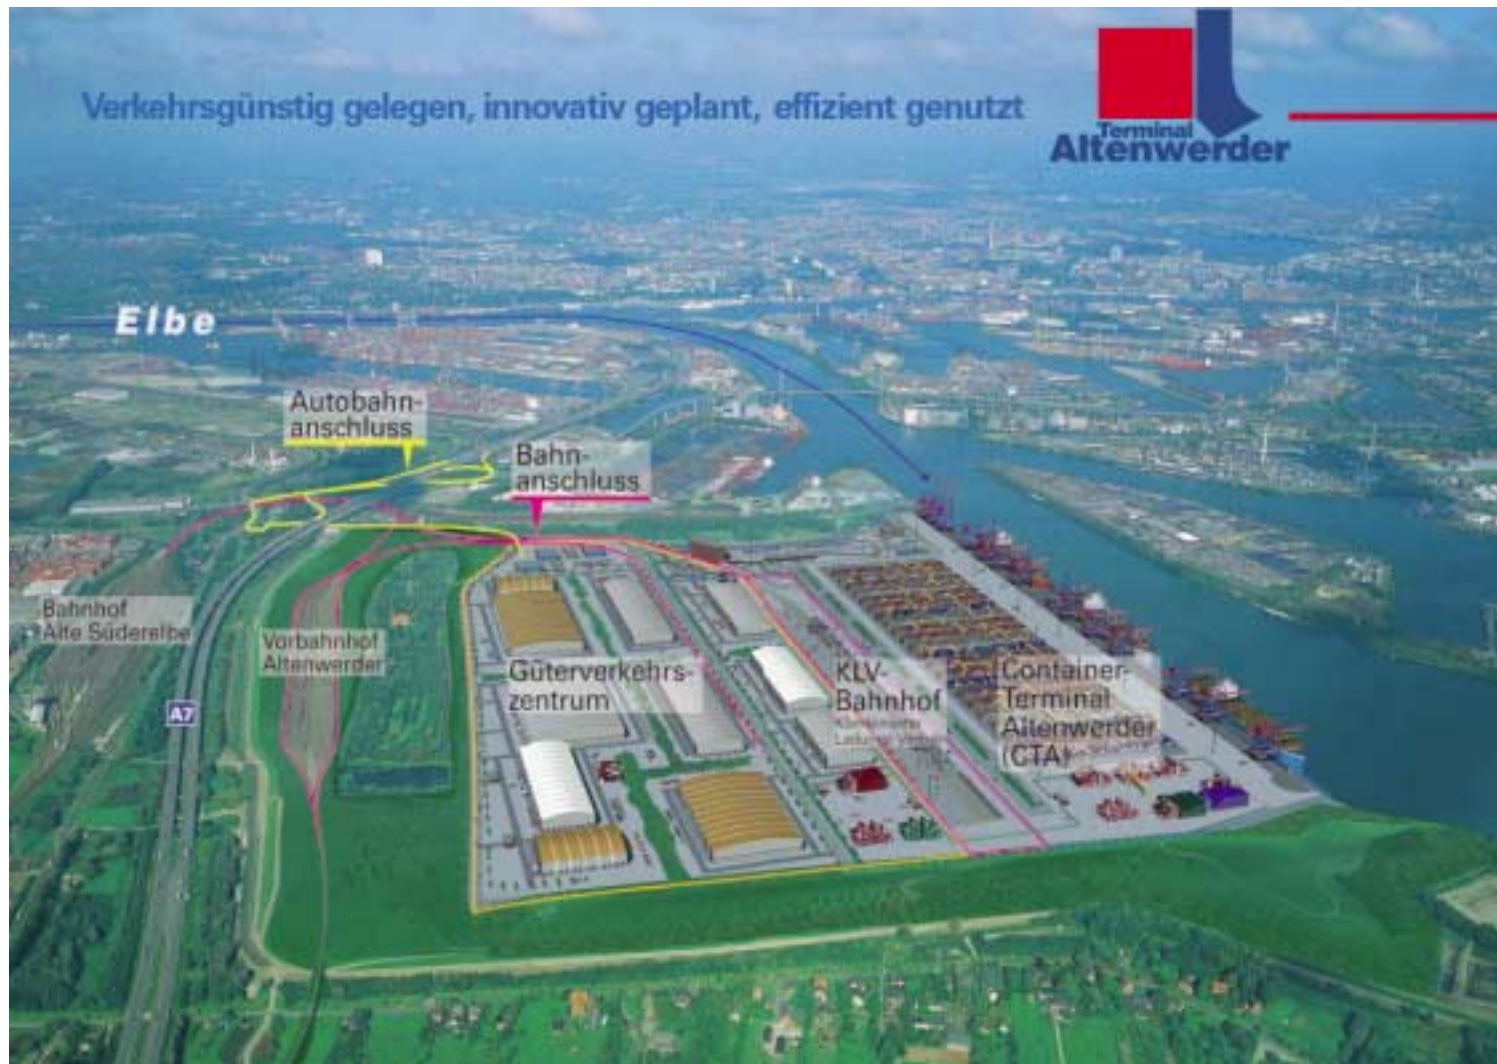 Verkehrsgünstig gelegen, innovativ geplant, effizient genutzt
Terminal
Altenwerder
Elbe
Autobahn-
anschluss
Bahn-
anschluss
Bahnhof
Alte Süderelbe
Vorbahnhof
Altenwerder
A7
Güterverkehrs-
zentrum
KLV-
Bahnhof
Container-
Terminal
Altenwerder
(CTA)